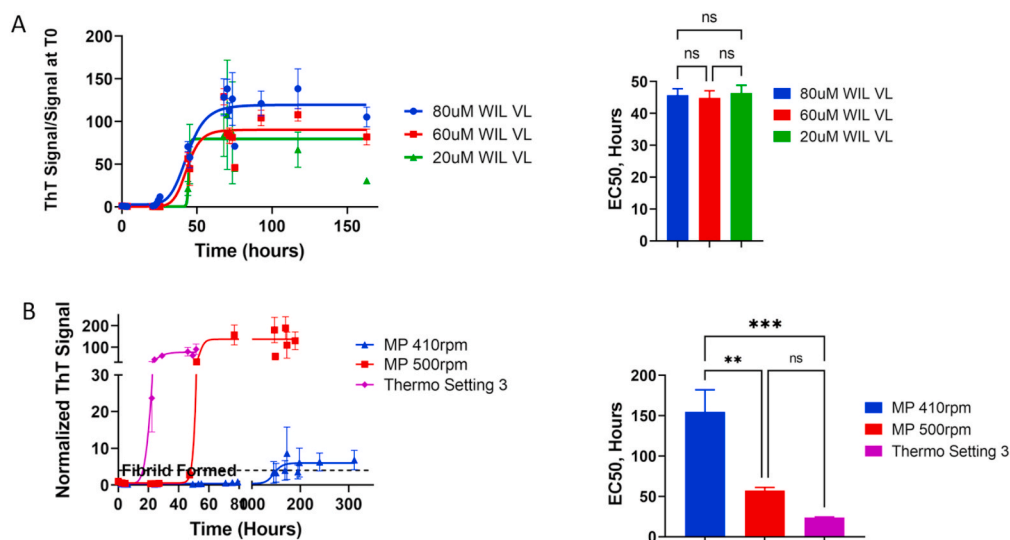 A
ThT Signal/Signal at T0
200
150
100
50
0
0 50 100 150
Time (hours)
80uM WIL VL
60uM WIL VL
20uM WIL VL
ns
ns ns
EC50, Hours
50
40
30
20
10
0
80uM WIL VL
60uM WIL VL
20uM WIL VL
B
Normalized ThT Signal
200
100
30
20
10
0
Fibrild Formed
0 20 40 60 80 100 200 300
Time (Hours)
MP 410rpm
MP 500rpm
Thermo Setting 3
***
** ns
EC50, Hours
200
150
100
50
0
MP 410rpm
MP 500rpm
Thermo Setting 3